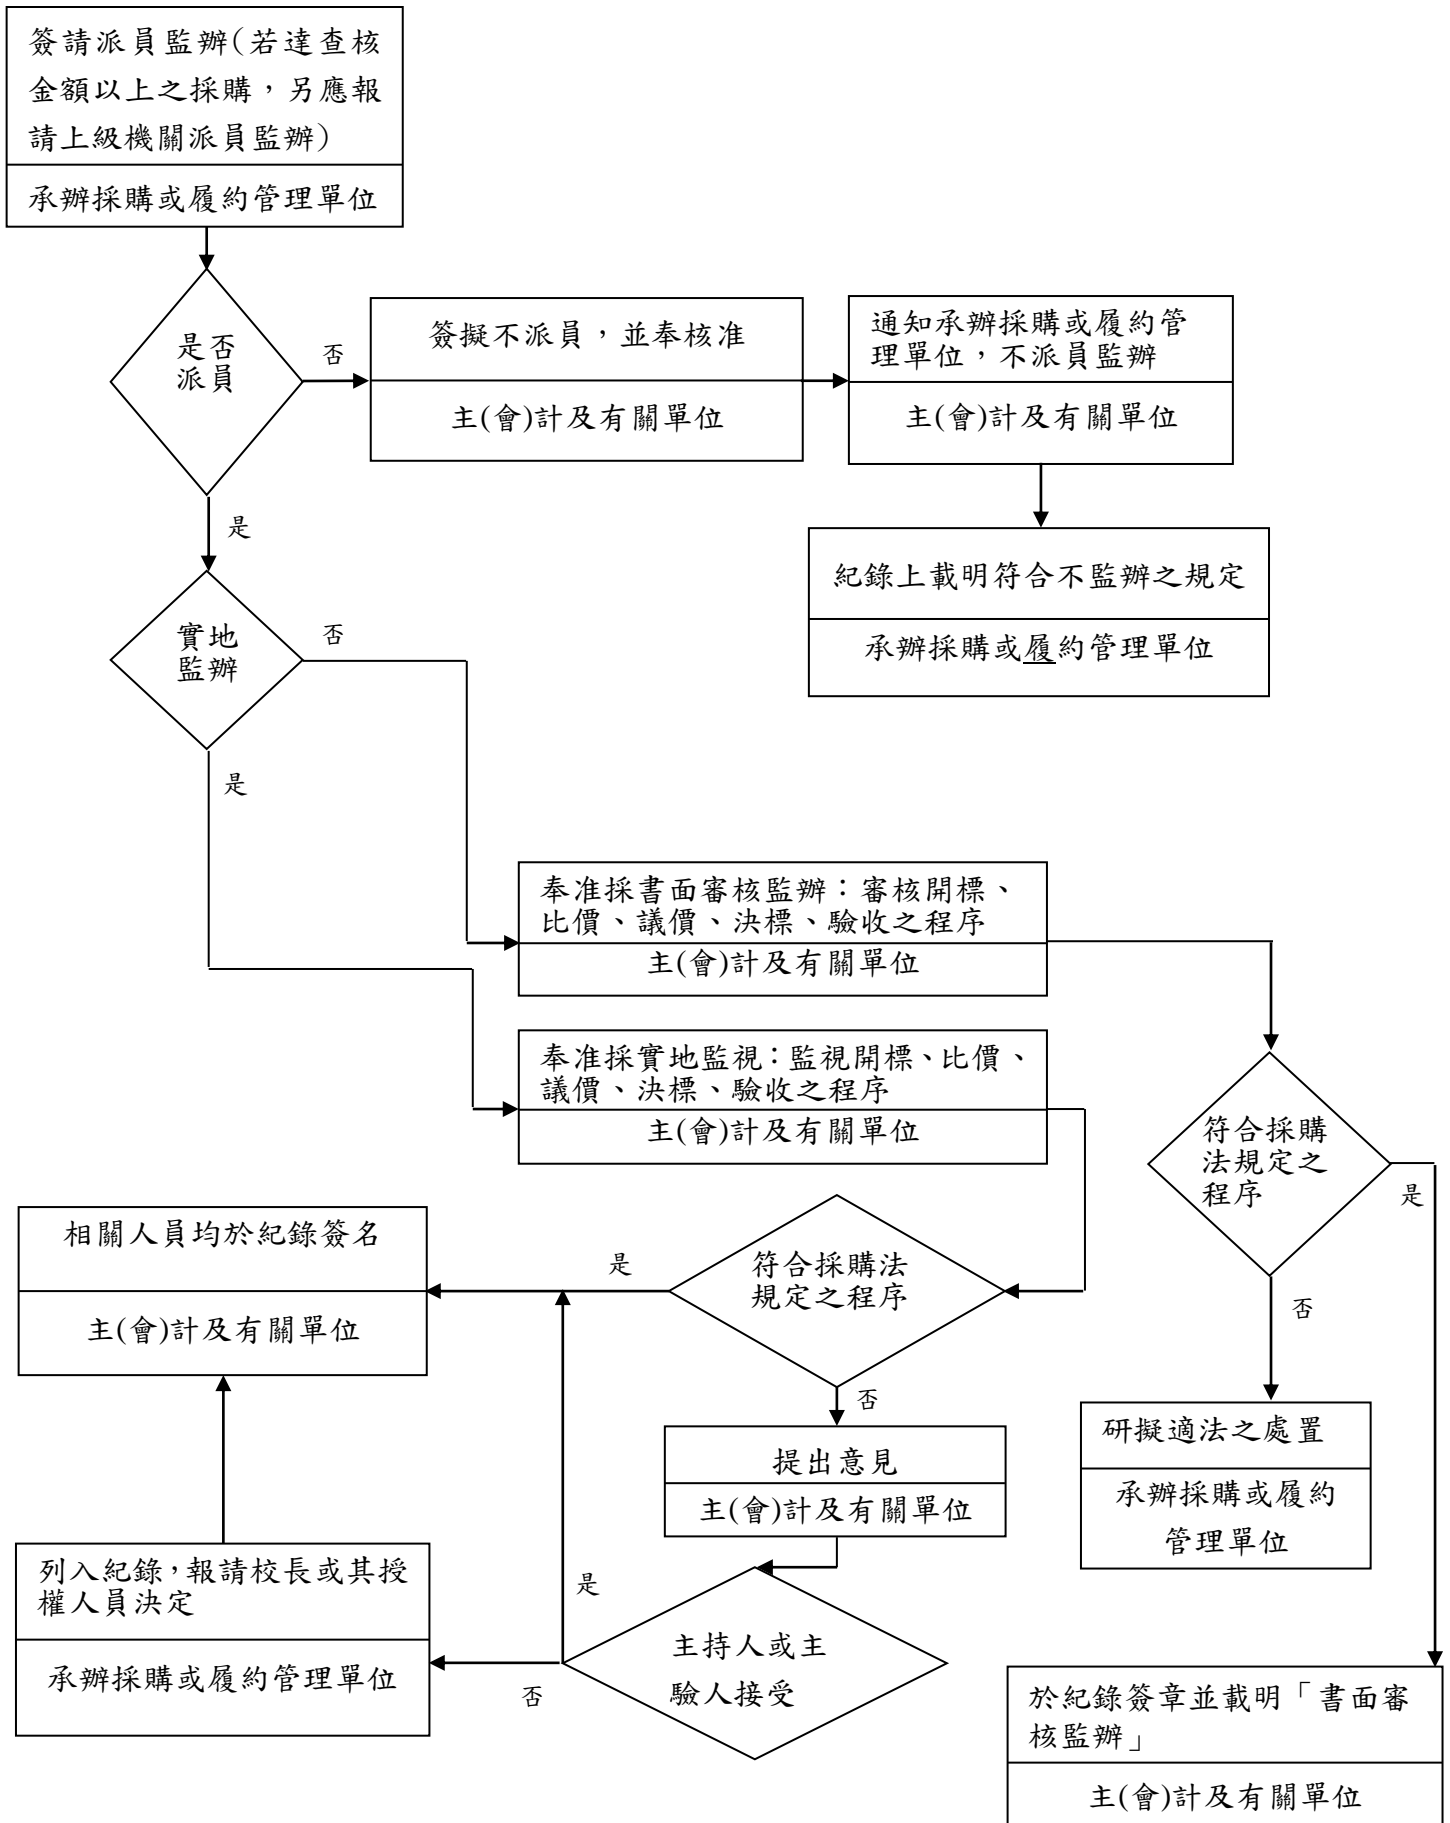 簽請派員監辦(若達查核
金額以上之採購，另應報
請上級機關派員監辦)
承辦採購或履約管理單位
是否
派員
否
簽擬不派員，並奉核准
主(會)計及有關單位
通知承辦採購或履約管
理單位，不派員監辦
主(會)計及有關單位
是
紀錄上載明符合不監辦之規定
承辦採購或履約管理單位
實地
監辦
否
是
奉准採書面審核監辦：審核開標、
比價、議價、決標、驗收之程序
主(會)計及有關單位
奉准採實地監視：監視開標、比價、
議價、決標、驗收之程序
主(會)計及有關單位
符合採購
法規定之
程序
是
否
相關人員均於紀錄簽名
主(會)計及有關單位
是
符合採購法
規定之程序
否
提出意見
主(會)計及有關單位
研擬適法之處置
承辦採購或履約
管理單位
列入紀錄，報請校長或其授
權人員決定
承辦採購或履約管理單位
是
否
主持人或主
驗人接受
於紀錄簽章並載明「書面審
核監辦」
主(會)計及有關單位